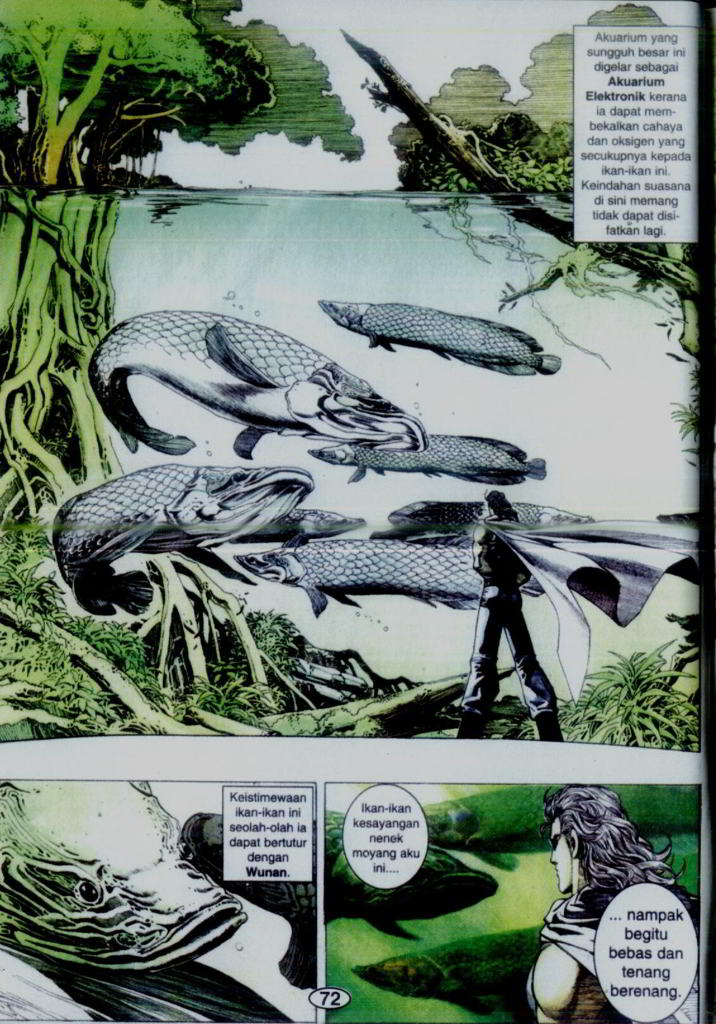 Akuarium yang
sungguh besar ini
digelar sebagai
Akuarium
Elektronik kerana
ia dapat mem-
bekalkan cahaya
dan oksigen yang
secukupnya kepada
ikan-ikan ini.
Keindahan suasana
di sini memang
tidak dapat disi-
fatkan lagi.
Keistimewaan
ikan-ikan ini
seolah-olah ia
dapat bertutur
dengan
Wunan.
Ikan-ikan
kesayangan
nenek
moyang aku
ini....
... nampak
begitu
bebas dan
tenang
berenang.
72